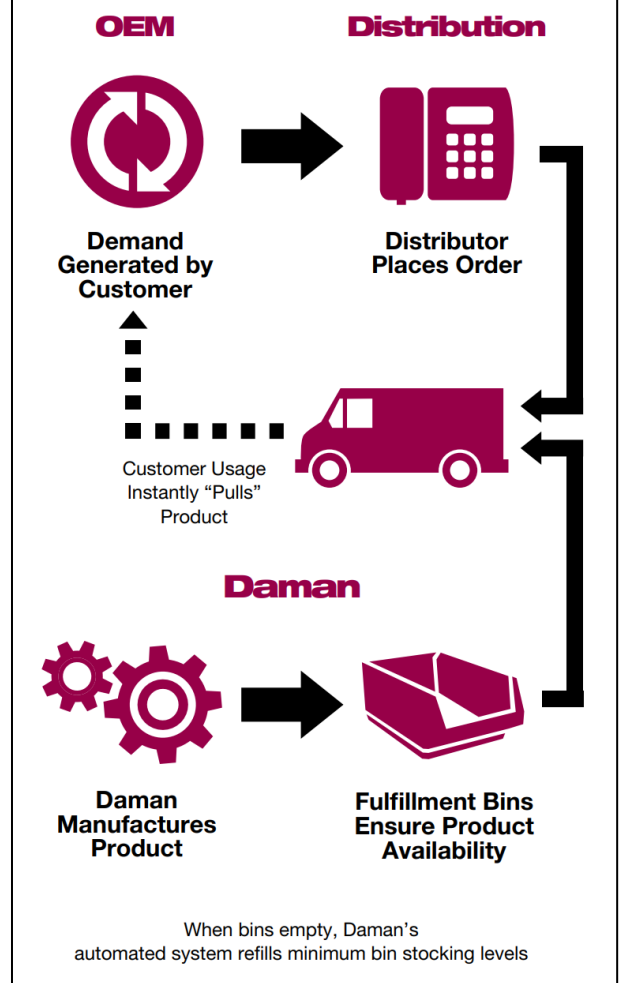 OEM
Distribution
Demand
Generated by
Customer
Distributor
Places Order
Customer Usage
Instantly “Pulls”
Product
Daman
Daman
Manufactures
Product
Fulfillment Bins
Ensure Product
Availability
When bins empty, Daman’s
automated system refills minimum bin stocking levels